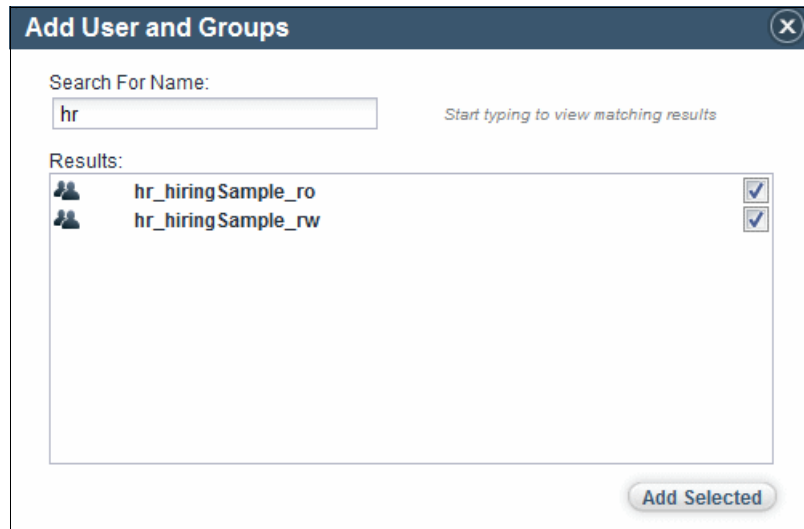 Add User and Groups
Search For Name:
hr
Start typing to view matching results
Results:
hr_hiringSample_ro
hr_hiringSample_rw
Add Selected